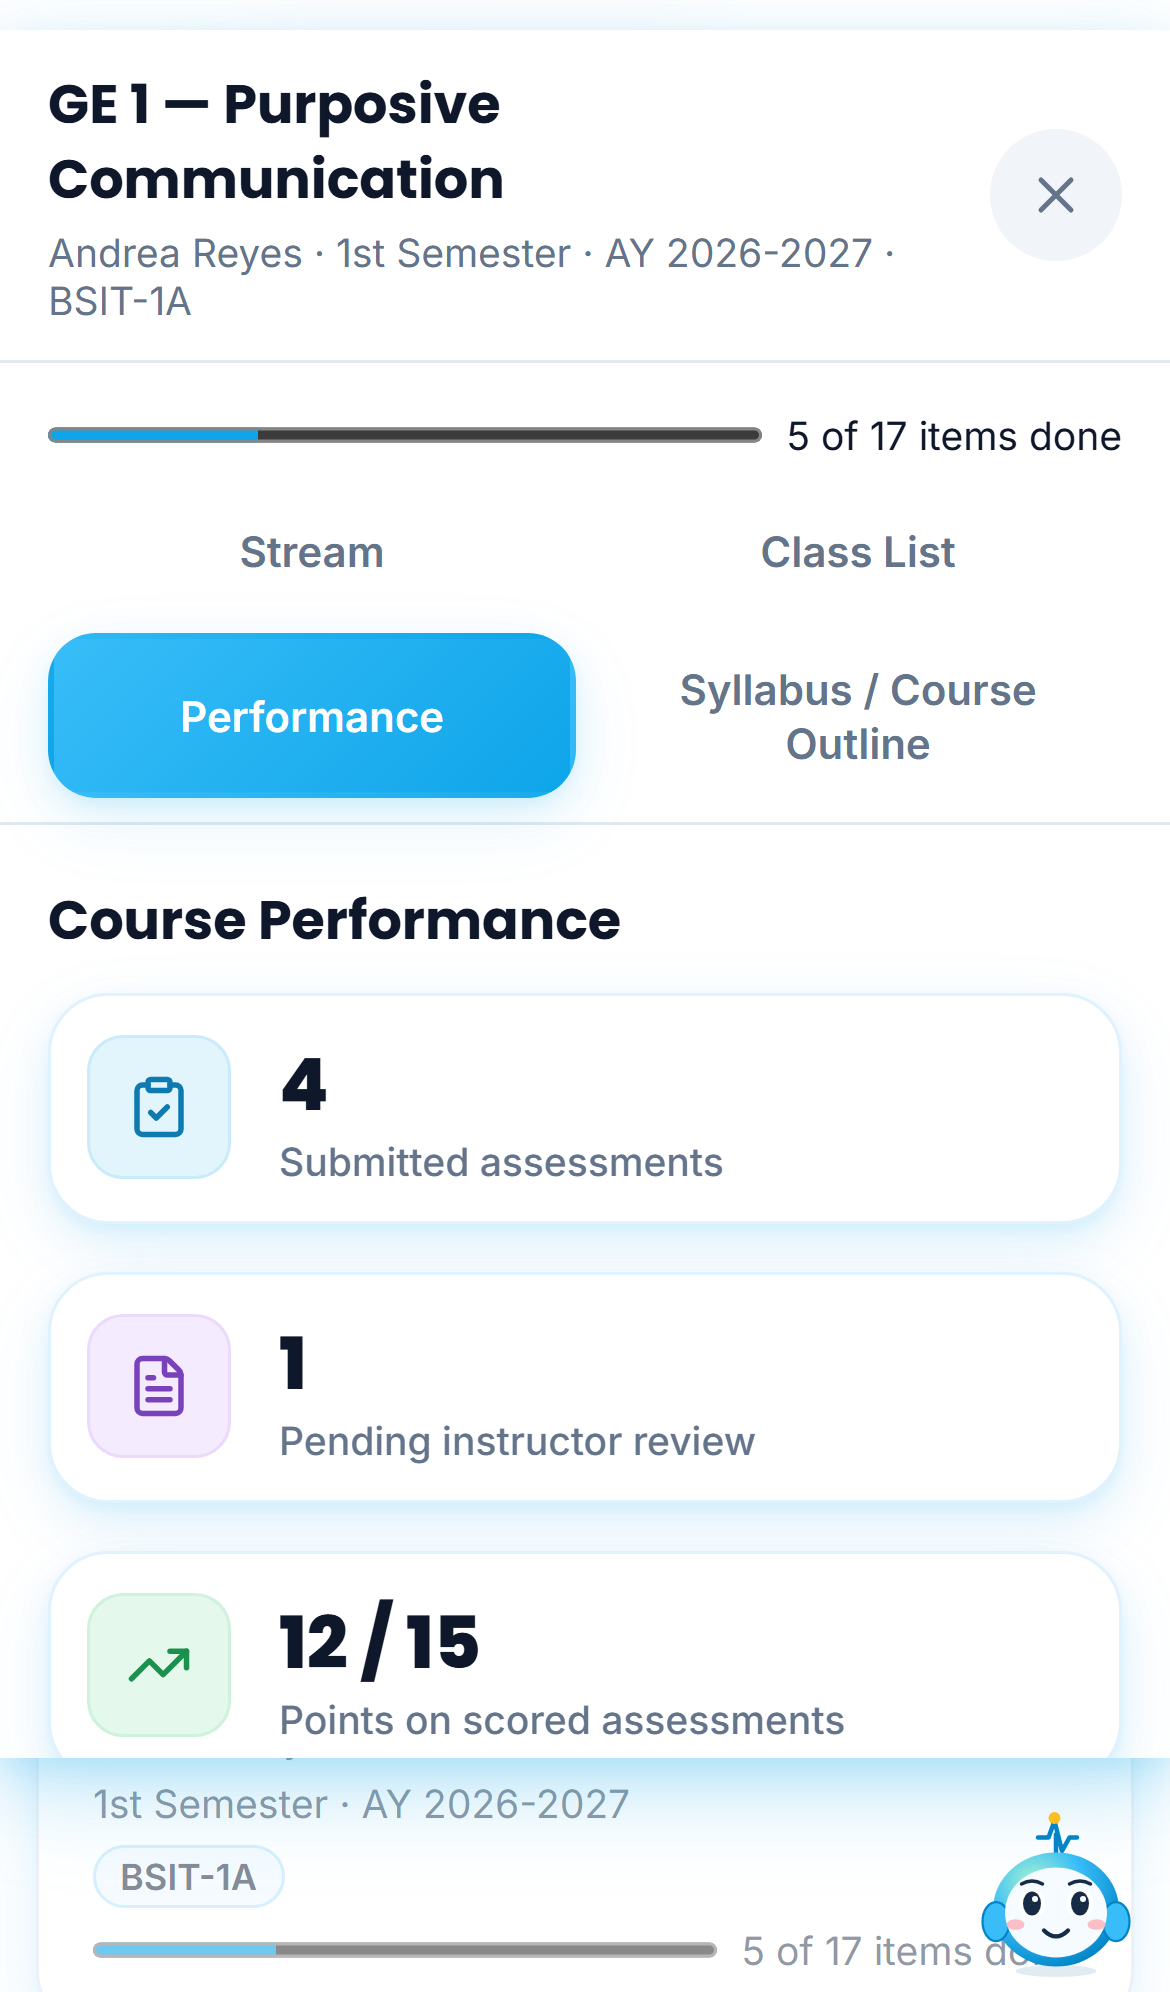 GE 1 — Purposive
Communication
Andrea Reyes · 1st Semester · AY 2026-2027 ·
BSIT-1A
5 of 17 items done
Stream
Class List
Performance
Syllabus / Course
Outline
Course Performance
4
Submitted assessments
1
Pending instructor review
12 / 15
Points on scored assessments
1st Semester · AY 2026-2027
BSIT-1A
5 of 17 items